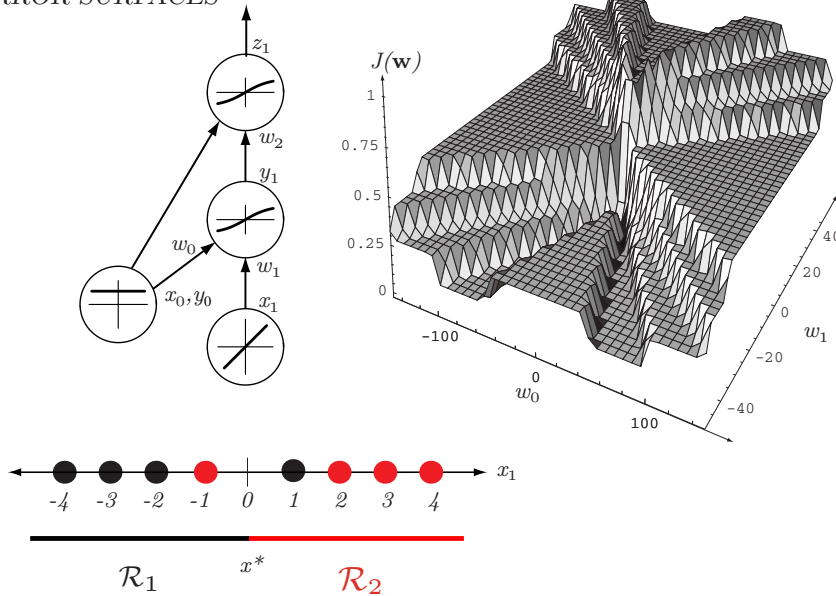 z₁
J(w)
1
0.75
0.5
0.25
0
w₂
y₁
w₀
w₁
x₀, y₀
x₁
-100
0
100
w₀
40
20
0
-20
-40
w₁
x₁
-4 -3 -2 -1 0 1 2 3 4
x*
R₁ R₂